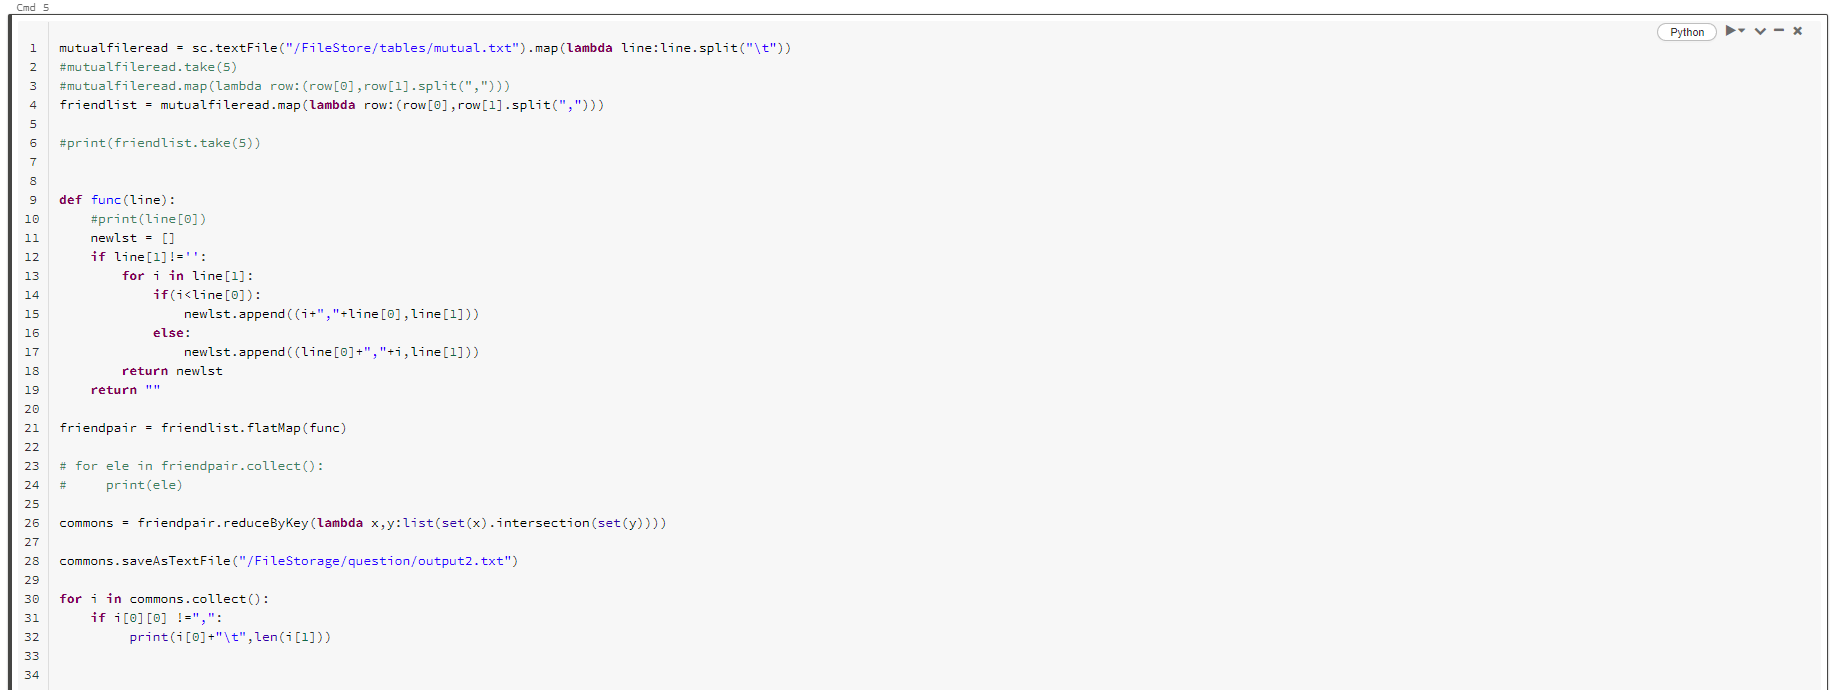 Cmd 5
Python
1 mutualfileread = sc.textFile("/FileStore/tables/mutual.txt").map(lambda line:line.split("\t"))
2 #mutualfileread.take(5)
3 #mutualfileread.map(lambda row:(row[0],row[1].split(",")))
4 friendlist = mutualfileread.map(lambda row:(row[0],row[1].split(",")))
5
6 #print(friendlist.take(5))
7
8
9 def func(line):
10     #print(line[0])
11     newlst = []
12     if line[1]!='':
13         for i in line[1]:
14             if(i<line[0]):
15                 newlst.append((i+","+line[0],line[1]))
16             else:
17                 newlst.append((line[0]+","+i,line[1]))
18         return newlst
19     return ""
20
21 friendpair = friendlist.flatMap(func)
22
23 # for ele in friendpair.collect():
24 #     print(ele)
25
26 commons = friendpair.reduceByKey(lambda x,y:list(set(x).intersection(set(y))))
27
28 commons.saveAsTextFile("/FileStorage/question/output2.txt")
29
30 for i in commons.collect():
31     if i[0][0] !=",":
32          print(i[0]+"\t",len(i[1]))
33
34